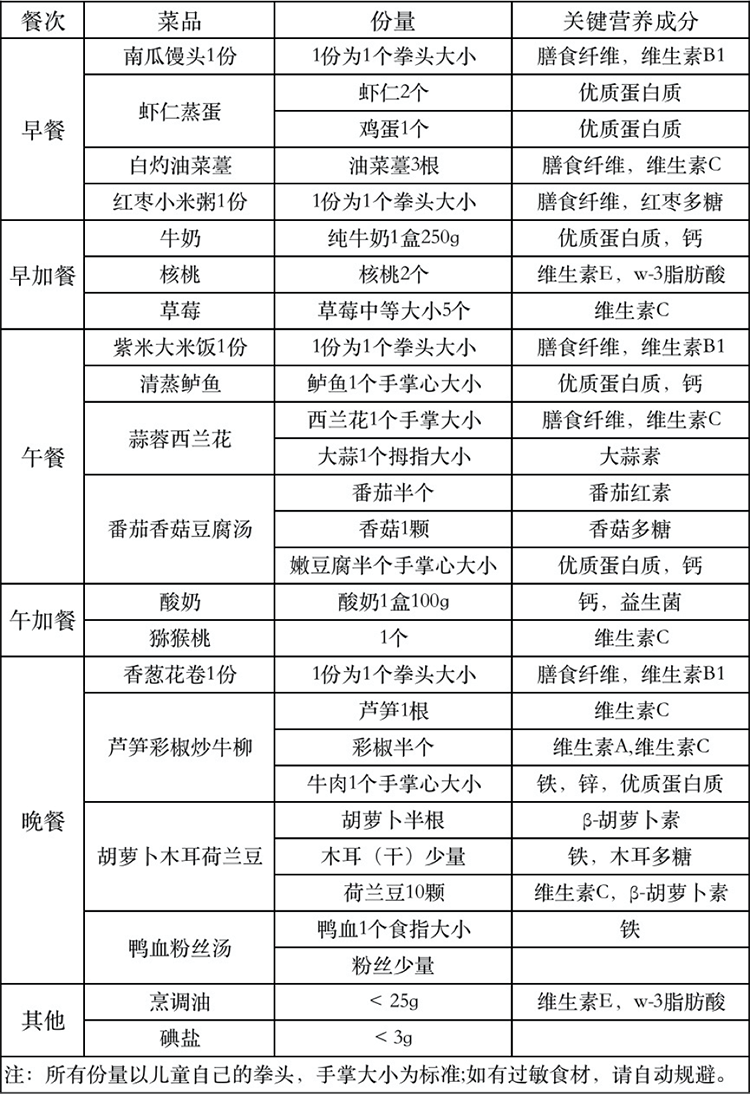 餐次 菜品 份量 关键营养成分
早餐 南瓜馒头1份 1份为1个拳头大小 膳食纤维，维生素B1
虾仁蒸蛋 虾仁2个 优质蛋白质
鸡蛋1个 优质蛋白质
白灼油菜薹 油菜薹3根 膳食纤维，维生素C
红枣小米粥1份 1份为1个拳头大小 膳食纤维，红枣多糖
早加餐 牛奶 纯牛奶1盒250g 优质蛋白质，钙
核桃 核桃2个 维生素E，w-3脂肪酸
草莓 草莓中等大小5个 维生素C
午餐 紫米大米饭1份 1份为1个拳头大小 膳食纤维，维生素B1
清蒸鲈鱼 鲈鱼1个手掌心大小 优质蛋白质，钙
蒜蓉西兰花 西兰花1个手掌大小 膳食纤维，维生素C
大蒜1个拇指大小 大蒜素
番茄香菇豆腐汤 番茄半个 番茄红素
香菇1颗 香菇多糖
嫩豆腐半个手掌心大小 优质蛋白质，钙
午加餐 酸奶 酸奶1盒100g 钙，益生菌
猕猴桃 1个 维生素C
晚餐 香葱花卷1份 1份为1个拳头大小 膳食纤维，维生素B1
芦笋彩椒炒牛柳 芦笋1根 维生素C
彩椒半个 维生素A,维生素C
牛肉1个手掌心大小 铁，锌，优质蛋白质
胡萝卜木耳荷兰豆 胡萝卜半根 β-胡萝卜素
木耳（干）少量 铁，木耳多糖
荷兰豆10颗 维生素C，β-胡萝卜素
鸭血粉丝汤 鸭血1个食指大小 铁
粉丝少量
其他 烹调油 < 25g 维生素E，w-3脂肪酸
碘盐 < 3g
注：所有份量以儿童自己的拳头，手掌大小为标准;如有过敏食材，请自动规避。